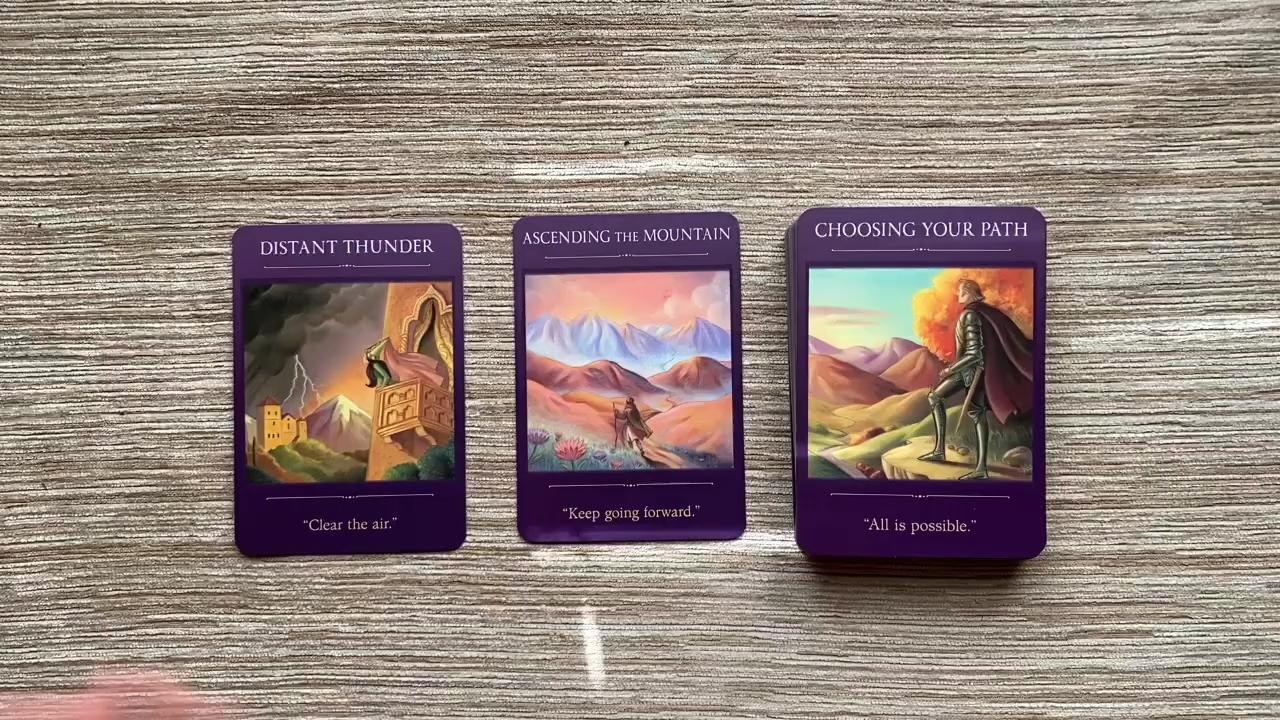 DISTANT THUNDER
"Clear the air."
ASCENDING THE MOUNTAIN
"Keep going forward."
CHOOSING YOUR PATH
"All is possible."